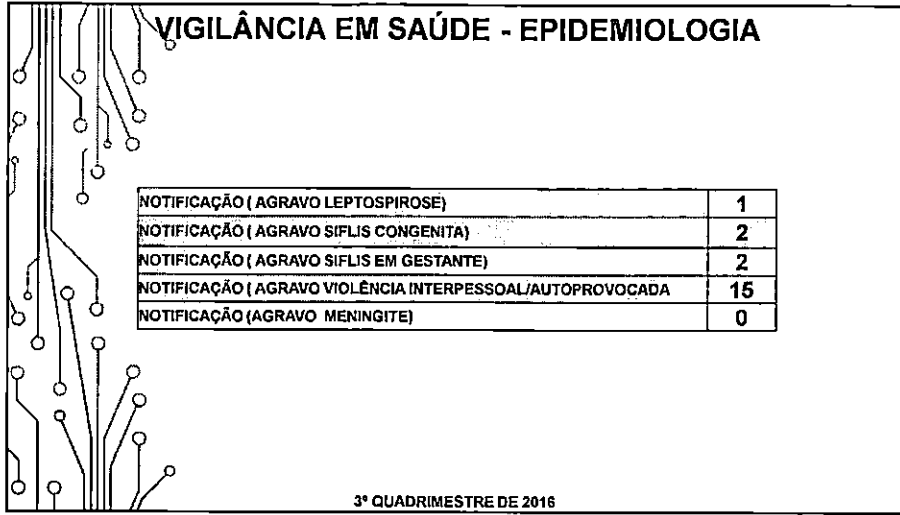 VIGILÂNCIA EM SAÚDE - EPIDEMIOLOGIA
NOTIFICAÇÃO ( AGRAVO LEPTOSPIROSE) 1
NOTIFICAÇÃO ( AGRAVO SIFLIS CONGENITA) 2
NOTIFICAÇÃO ( AGRAVO SIFLIS EM GESTANTE) 2
NOTIFICAÇÃO ( AGRAVO VIOLÊNCIA INTERPESSOAL/AUTOPROVOCADA 15
NOTIFICAÇÃO (AGRAVO MENINGITE) 0
3º QUADRIMESTRE DE 2016